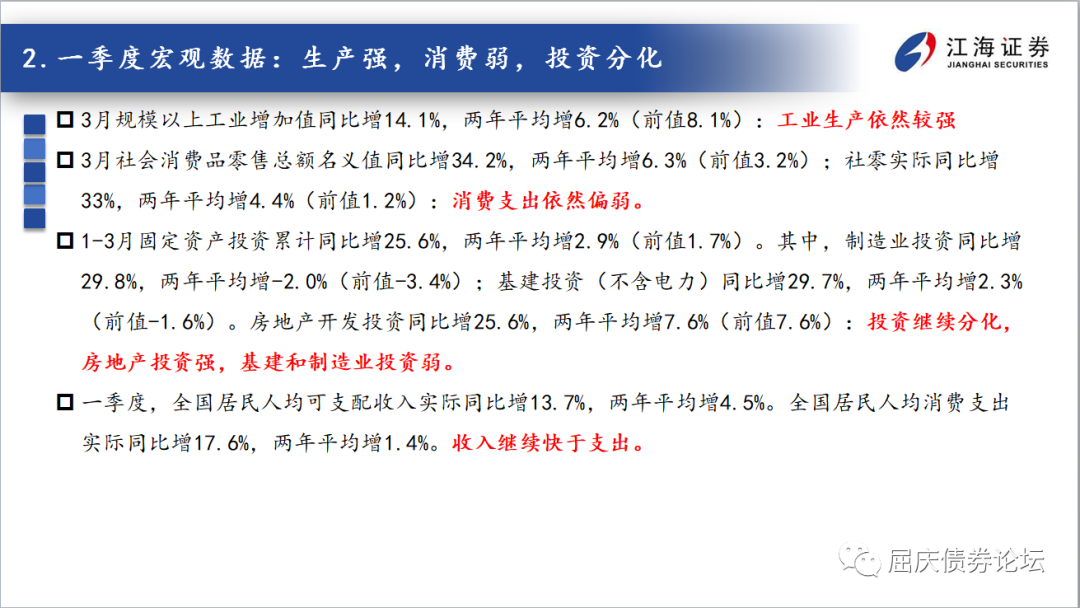 2.一季度宏观数据：生产强，消费弱，投资分化
江海证券
JIANGHAI SECURITIES
3月规模以上工业增加值同比增14.1%，两年平均增6.2%（前值8.1%）：工业生产依然较强
3月社会消费品零售总额名义值同比增34.2%，两年平均增6.3%（前值3.2%）；社零实际同比增
33%，两年平均增4.4%（前值1.2%）：消费支出依然偏弱。
1-3月固定资产投资累计同比增25.6%，两年平均增2.9%（前值1.7%）。其中，制造业投资同比增
29.8%，两年平均增-2.0%（前值-3.4%）；基建投资（不含电力）同比增29.7%，两年平均增2.3%
（前值-1.6%）。房地产开发投资同比增25.6%，两年平均增7.6%（前值7.6%）：投资继续分化，
房地产投资强，基建和制造业投资弱。
一季度，全国居民人均可支配收入实际同比增13.7%，两年平均增4.5%。全国居民人均消费支出
实际同比增17.6%，两年平均增1.4%。收入继续快于支出。
屈庆债券论坛